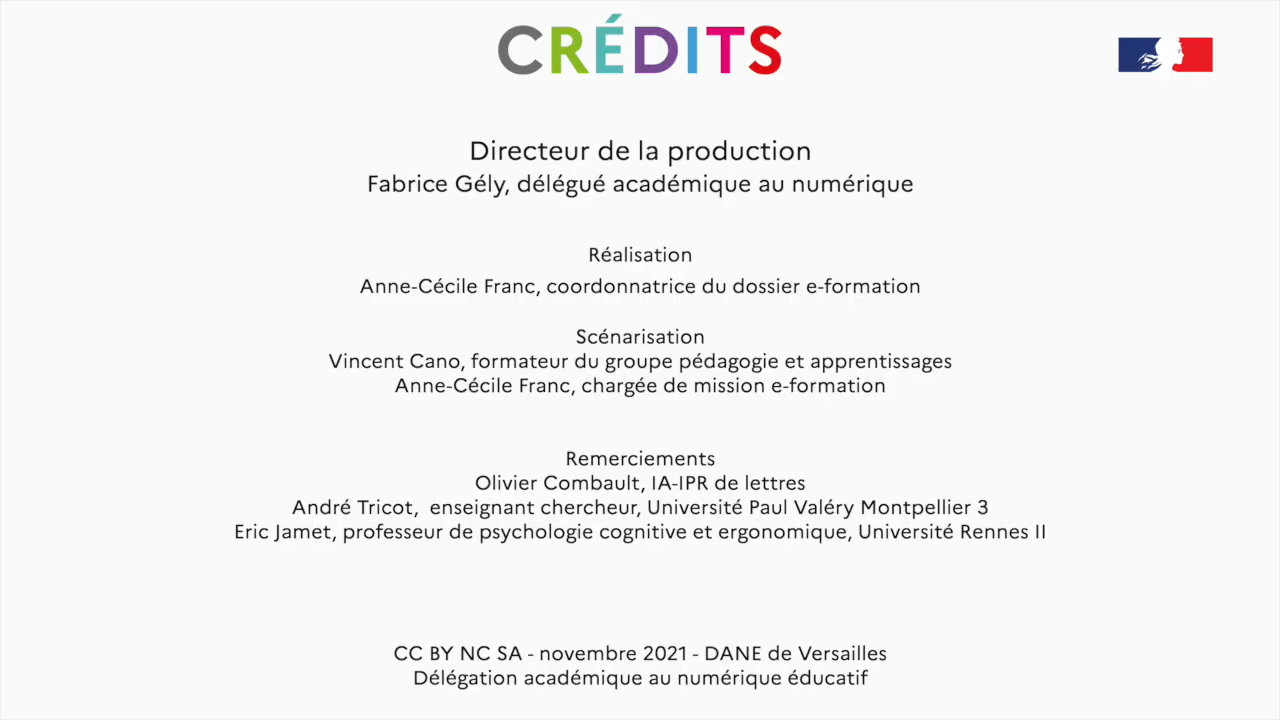 CRÉDITS
Directeur de la production
Fabrice Gély, délégué académique au numérique
Réalisation
Anne-Cécile Franc, coordonnatrice du dossier e-formation
Scénarisation
Vincent Cano, formateur du groupe pédagogie et apprentissages
Anne-Cécile Franc, chargée de mission e-formation
Remerciements
Olivier Combault, IA-IPR de lettres
André Tricot,  enseignant chercheur, Université Paul Valéry Montpellier 3
Eric Jamet, professeur de psychologie cognitive et ergonomique, Université Rennes II
CC BY NC SA - novembre 2021 - DANE de Versailles
Délégation académique au numérique éducatif